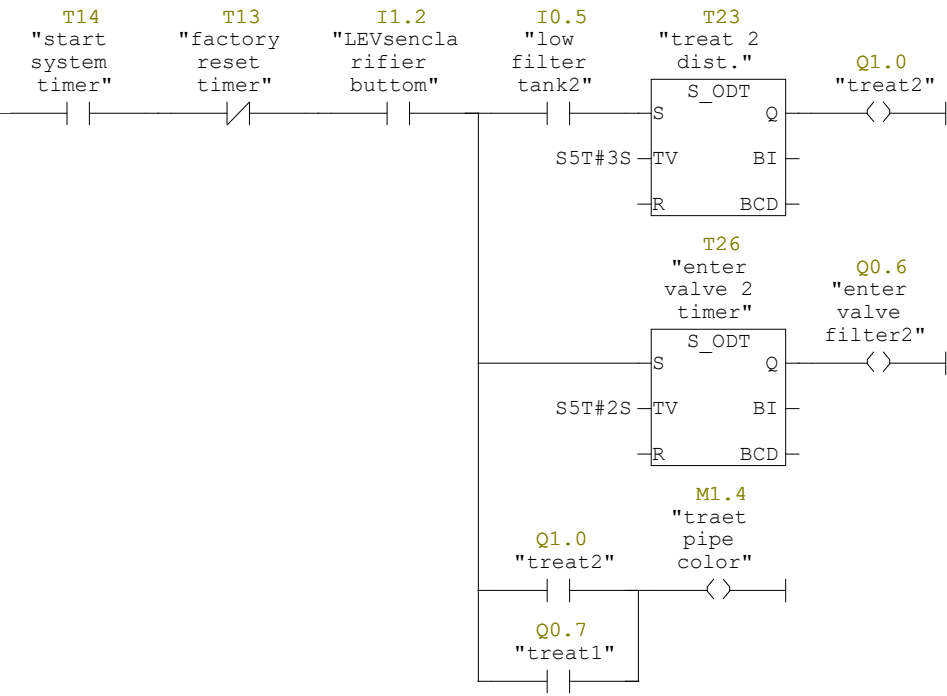 T14 T13 I1.2 I0.5 T23
"start "factory "LEVsencla "low "treat 2
system reset rifier filter dist." Q1.0
timer" timer" buttom" tank2" "treat2"
S_ODT
S Q
S5T#3S TV BI
R BCD
T26
"enter Q0.6
valve 2 "enter
timer" valve
filter2"
S_ODT
S Q
S5T#2S TV BI
R BCD
M1.4
"traet
Q1.0 pipe
"treat2" color"
Q0.7
"treat1"